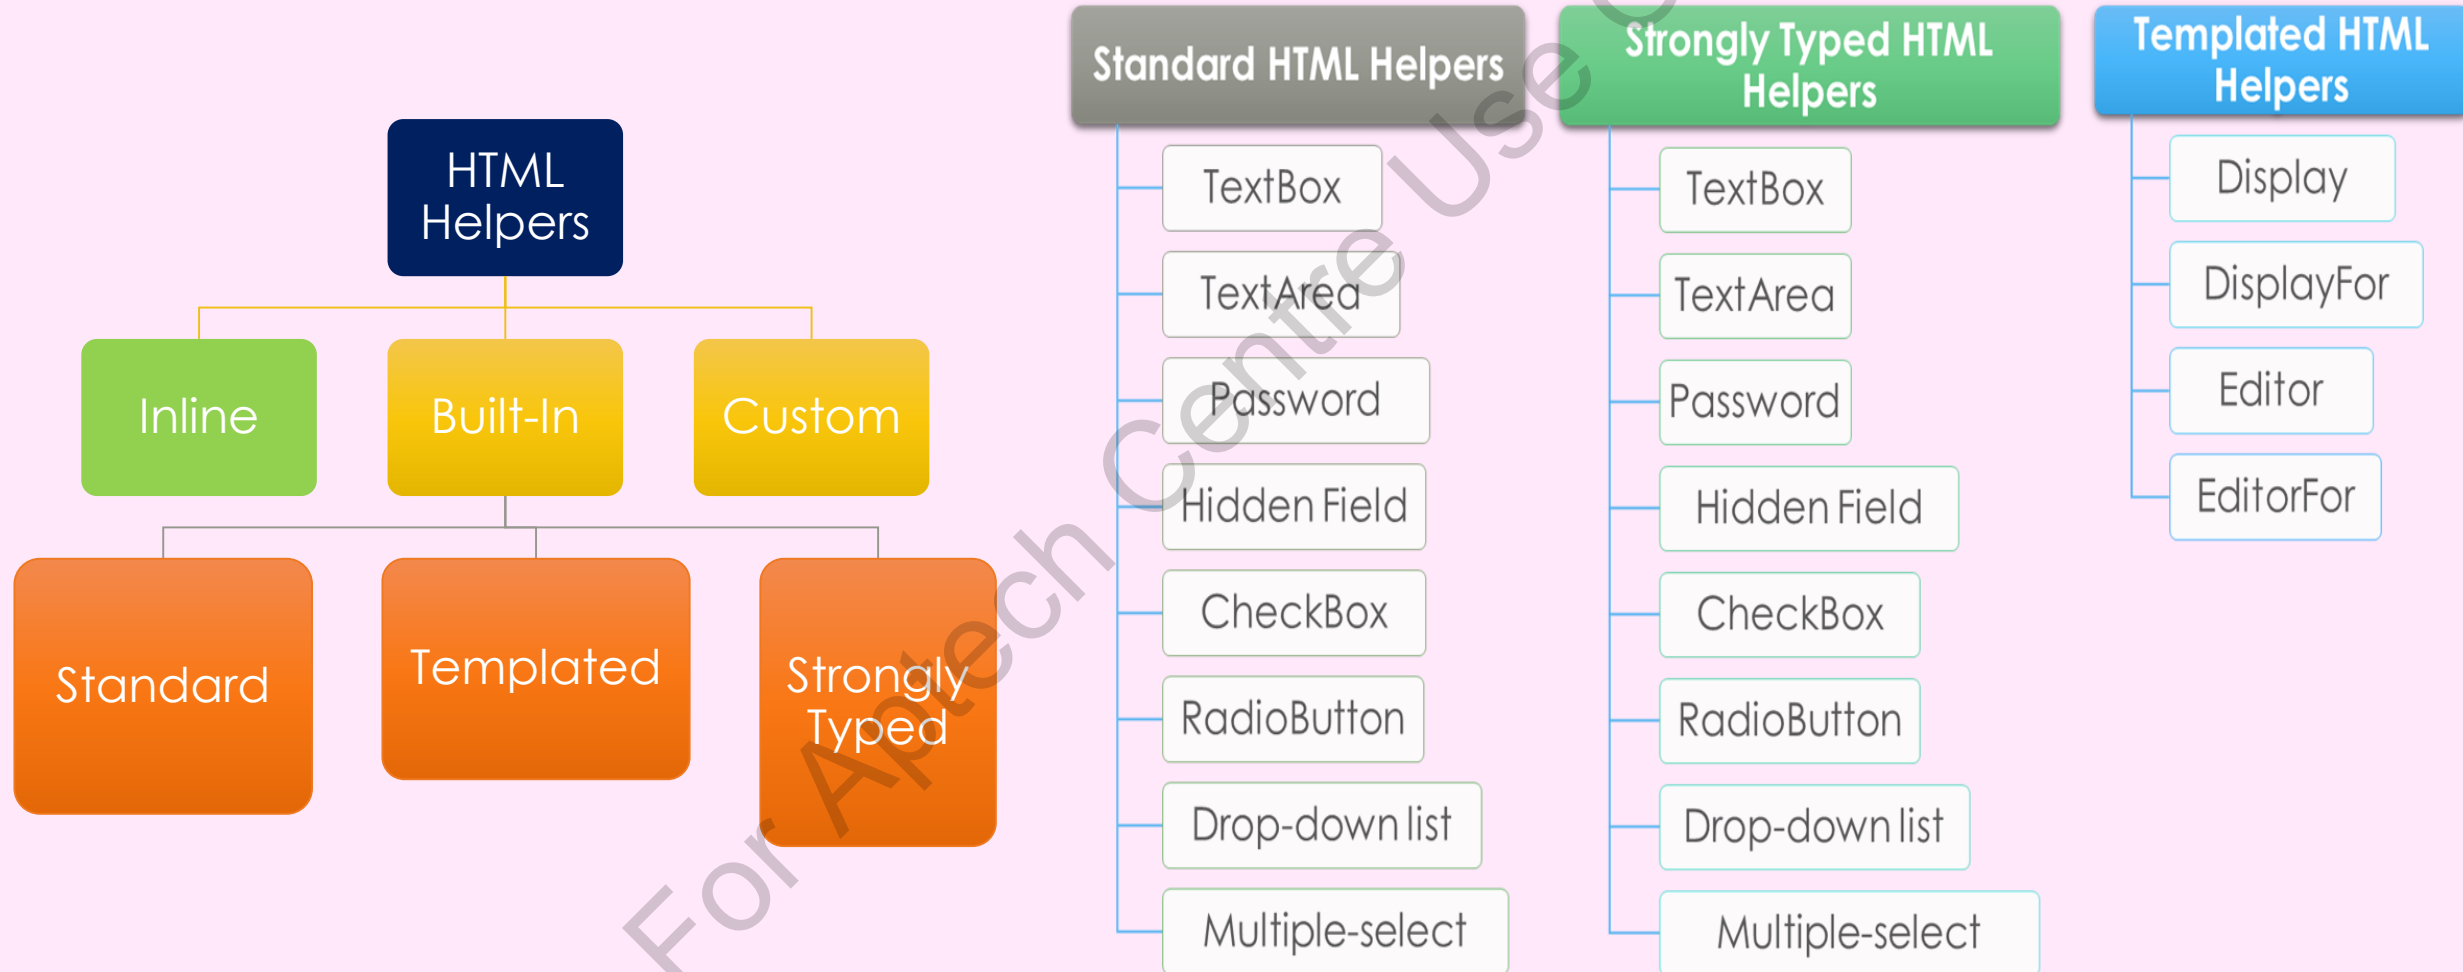 HTML
Helpers
Inline
Built-In
Custom
Standard
Templated
Strongly
Typed
Standard HTML Helpers
TextBox
TextArea
Password
Hidden Field
CheckBox
RadioButton
Drop-down list
Multiple-select
Strongly Typed HTML
Helpers
TextBox
TextArea
Password
Hidden Field
CheckBox
RadioButton
Drop-down list
Multiple-select
Templated HTML
Helpers
Display
DisplayFor
Editor
EditorFor
For Aptech Centre Use